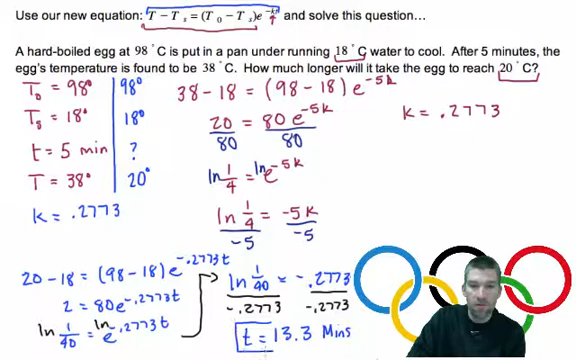 Use our new equation: T − T s = (T 0 − T s)e^−kt and solve this question…
A hard-boiled egg at 98 °C is put in a pan under running 18 °C water to cool. After 5 minutes, the
egg's temperature is found to be 38 °C. How much longer will it take the egg to reach 20 °C?
T0 = 98° 98°
Ts = 18° 18°
t = 5 min ?
T = 38° 20°
k = .2773
38 - 18 = (98 - 18) e^-5k
20/80 = 80e^-5k/80
ln 1/4 = ln e^-5k
ln 1/4 / -5 = -5k / -5
k = .2773
20 - 18 = (98 - 18) e^-.2773t
2 = 80e^-.2773t
ln 1/40 = ln e^-.2773t
ln 1/40 / -.2773 = -.2773 / -.2773
t = 13.3 Mins